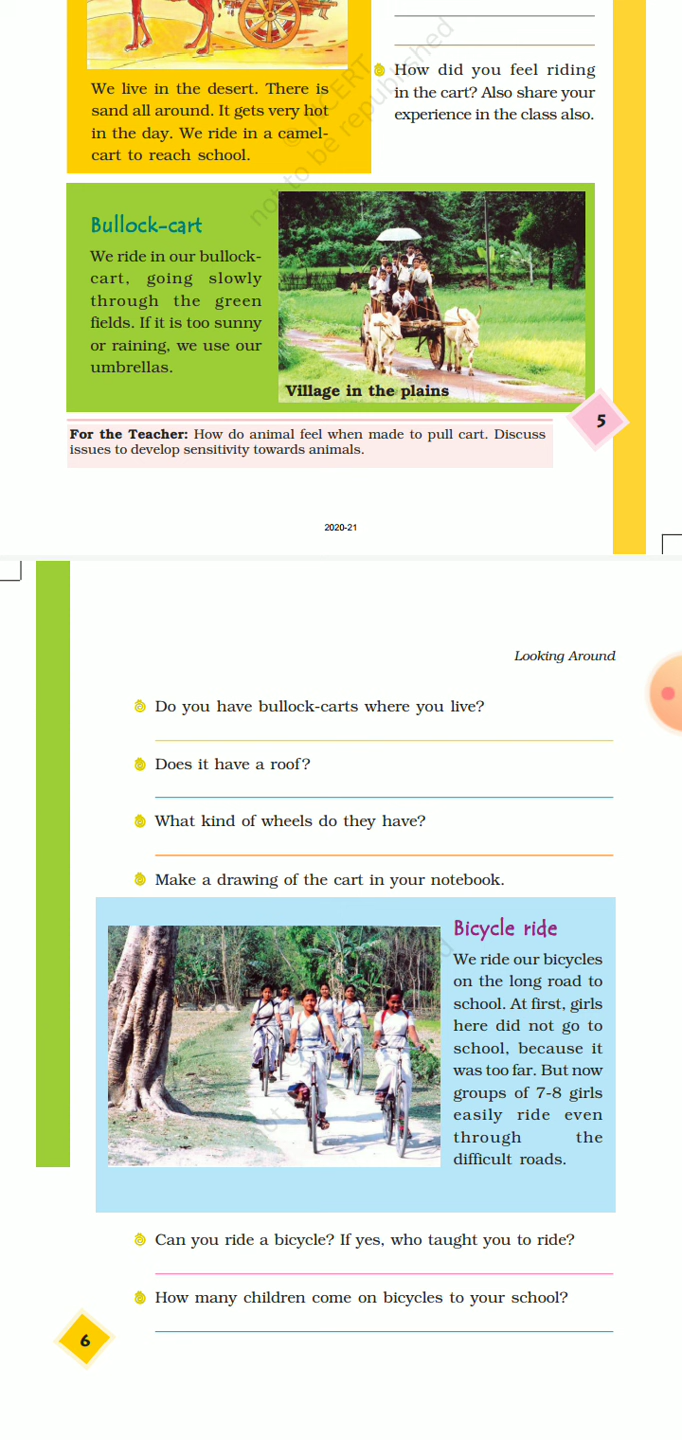 We live in the desert. There is
sand all around. It gets very hot
in the day. We ride in a camel-
cart to reach school.
How did you feel riding
in the cart? Also share your
experience in the class also.
© NCERT
not to be republished
Bullock-cart
We ride in our bullock-
cart, going slowly
through the green
fields. If it is too sunny
or raining, we use our
umbrellas.
Village in the plains
5
For the Teacher: How do animal feel when made to pull cart. Discuss
issues to develop sensitivity towards animals.
2020-21
Looking Around
Do you have bullock-carts where you live?
Does it have a roof?
What kind of wheels do they have?
Make a drawing of the cart in your notebook.
Bicycle ride
We ride our bicycles
on the long road to
school. At first, girls
here did not go to
school, because it
was too far. But now
groups of 7-8 girls
easily ride even
through the
difficult roads.
Can you ride a bicycle? If yes, who taught you to ride?
How many children come on bicycles to your school?
6